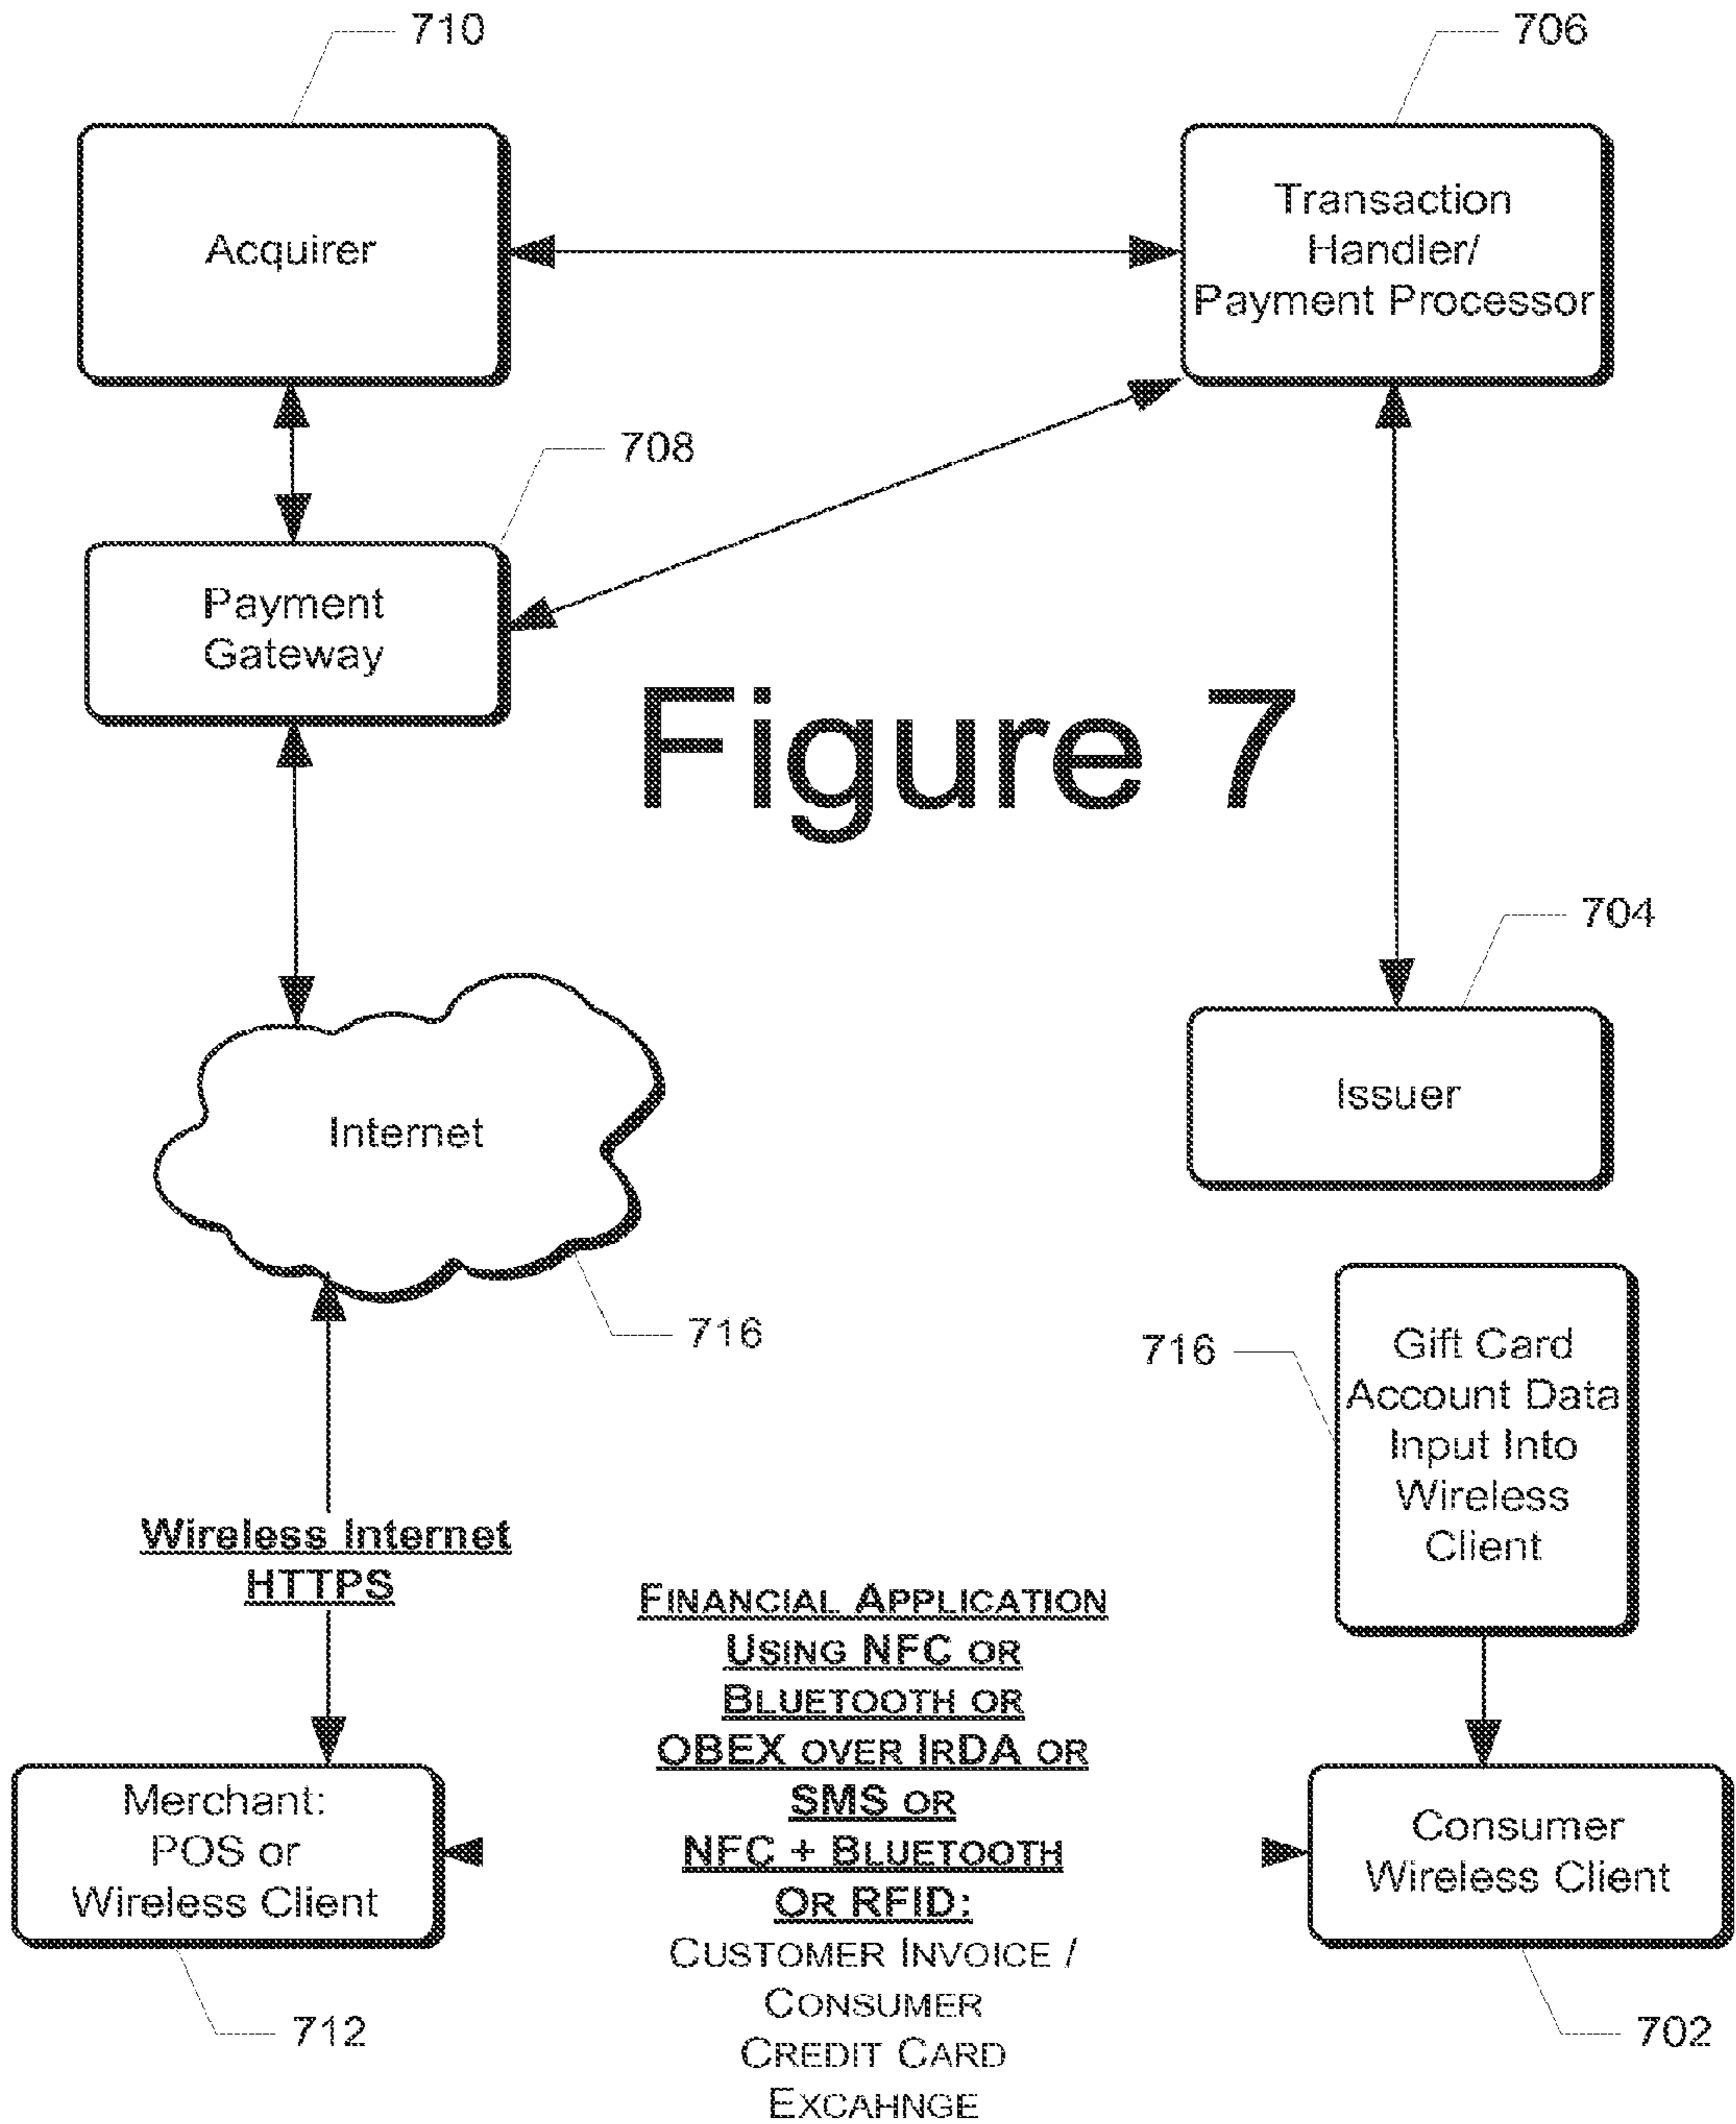 710
706
Acquirer
Transaction
Handler/
Payment Processor
708
Payment
Gateway
Figure 7
704
Issuer
Internet
716
716
Gift Card
Account Data
Input Into
Wireless
Client
Wireless Internet
HTTPS
FINANCIAL APPLICATION
USING NFC OR
BLUETOOTH OR
OBEX OVER IRDA OR
SMS OR
NFC + BLUETOOTH
OR RFID:
CUSTOMER INVOICE /
CONSUMER
CREDIT CARD
EXCAHNGE
Merchant:
POS or
Wireless Client
712
Consumer
Wireless Client
702